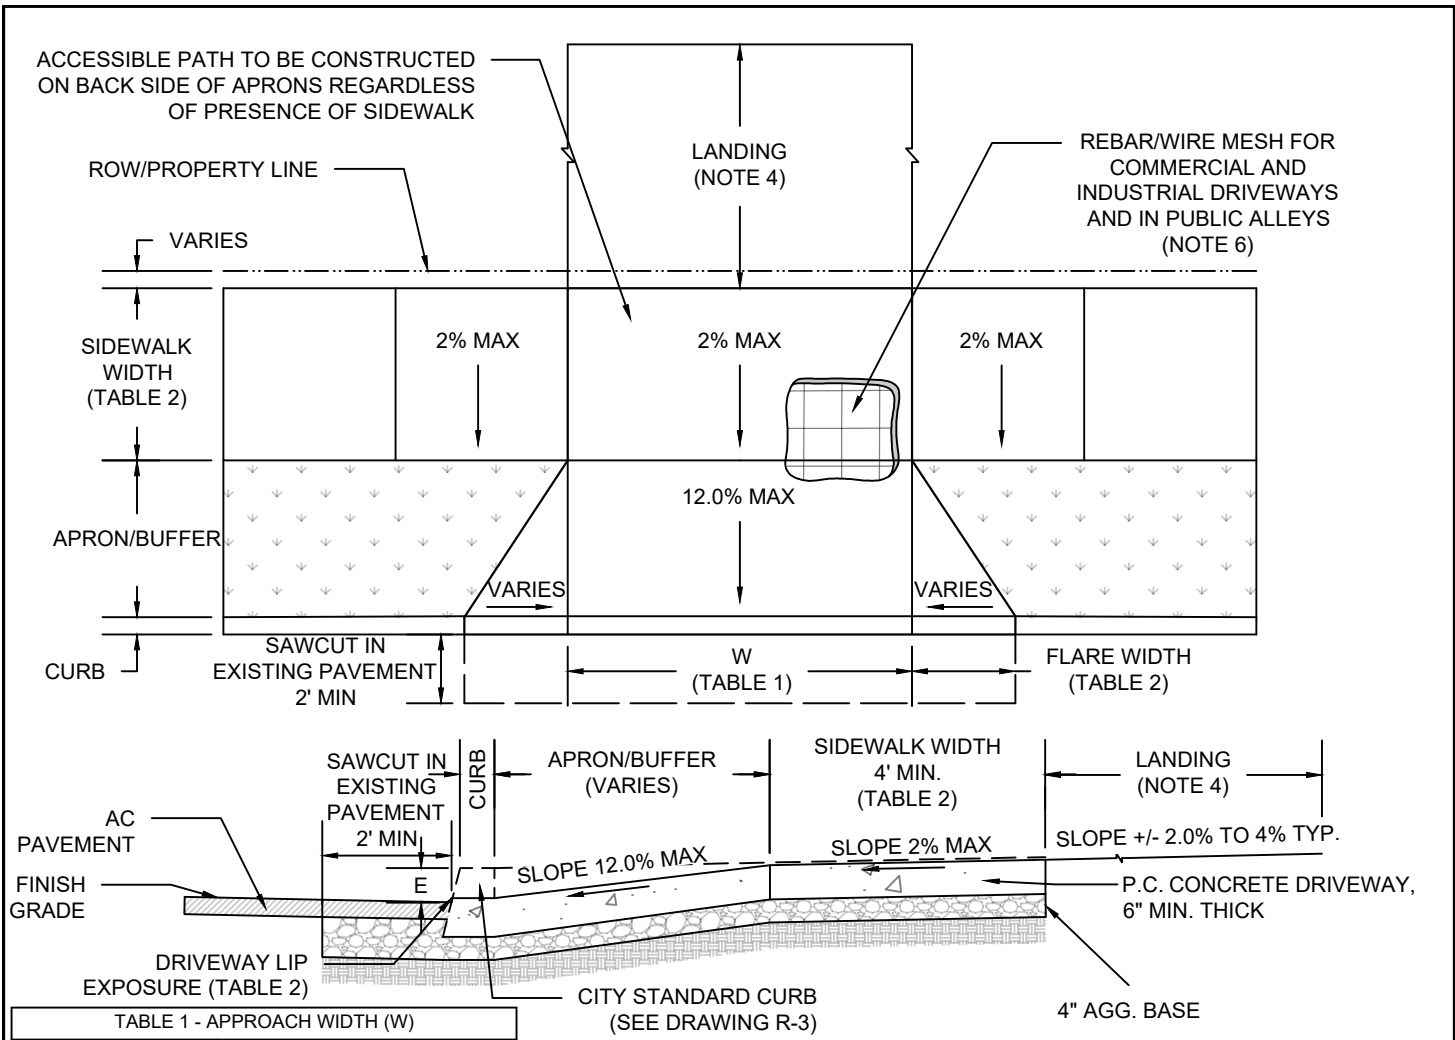 ACCESSIBLE PATH TO BE CONSTRUCTED
ON BACK SIDE OF APRONS REGARDLESS
OF PRESENCE OF SIDEWALK
LANDING
(NOTE 4)
REBAR/WIRE MESH FOR
COMMERCIAL AND
INDUSTRIAL DRIVEWAYS
AND IN PUBLIC ALLEYS
(NOTE 6)
ROW/PROPERTY LINE
VARIES
SIDEWALK
WIDTH
(TABLE 2)
2% MAX
2% MAX
2% MAX
12.0% MAX
APRON/BUFFER
VARIES
VARIES
CURB
SAWCUT IN
EXISTING PAVEMENT
2' MIN
W
(TABLE 1)
FLARE WIDTH
(TABLE 2)
SAWCUT IN
EXISTING
PAVEMENT
2' MIN
CURB
APRON/BUFFER
(VARIES)
SIDEWALK WIDTH
4' MIN.
(TABLE 2)
LANDING
(NOTE 4)
AC
PAVEMENT
FINISH
GRADE
E
SLOPE 12.0% MAX
SLOPE 2% MAX
SLOPE +/- 2.0% TO 4% TYP.
P.C. CONCRETE DRIVEWAY,
6" MIN. THICK
DRIVEWAY LIP
EXPOSURE (TABLE 2)
CITY STANDARD CURB
(SEE DRAWING R-3)
4" AGG. BASE
TABLE 1 - APPROACH WIDTH (W)